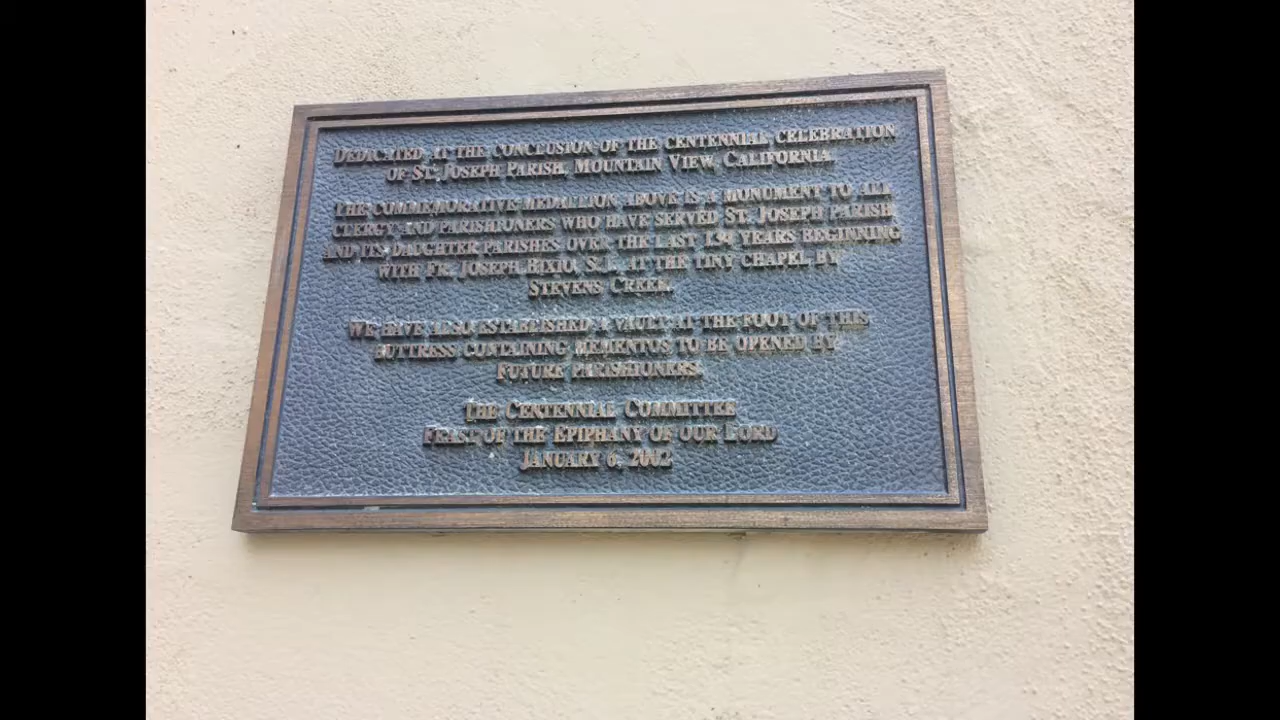 DEDICATED AT THE CONCLUSION OF THE CENTENNIAL CELEBRATION
OF ST. JOSEPH PARISH, MOUNTAIN VIEW, CALIFORNIA.
THE COMMEMORATIVE MEDALLION ABOVE IS A MONUMENT TO ALL
CLERGY AND PARISHIONERS WHO HAVE SERVED ST. JOSEPH PARISH
AND ITS DAUGHTER PARISHES OVER THE LAST YEARS BEGINNING
WITH FR. JOSEPH BIXIO, S.J. AT THE TINY CHAPEL BY
STEVENS CREEK.
WE HAVE ALSO ESTABLISHED A VAULT AT THE FOOT OF THIS
BUTTRESS CONTAINING MEMENTOS TO BE OPENED BY
FUTURE PARISHIONERS.
THE CENTENNIAL COMMITTEE
FEAST OF THE EPIPHANY OF OUR LORD
JANUARY 6, 2002